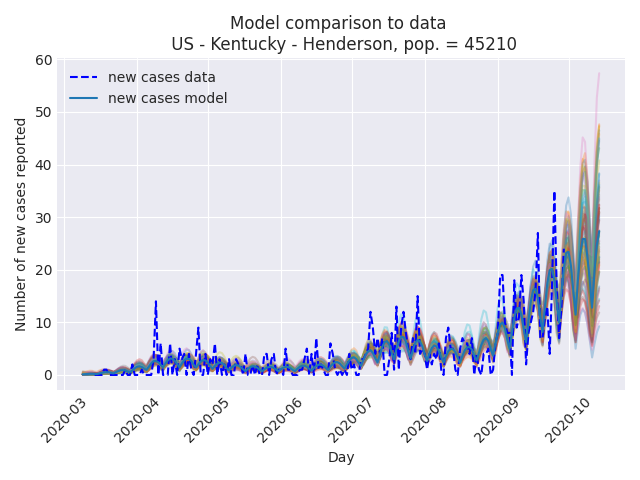 Model comparison to data
US - Kentucky - Henderson, pop. = 45210
new cases data
new cases model
Number of new cases reported
60
50
40
30
20
10
0
2020-03
2020-04
2020-05
2020-06
2020-07
2020-08
2020-09
2020-10
Day